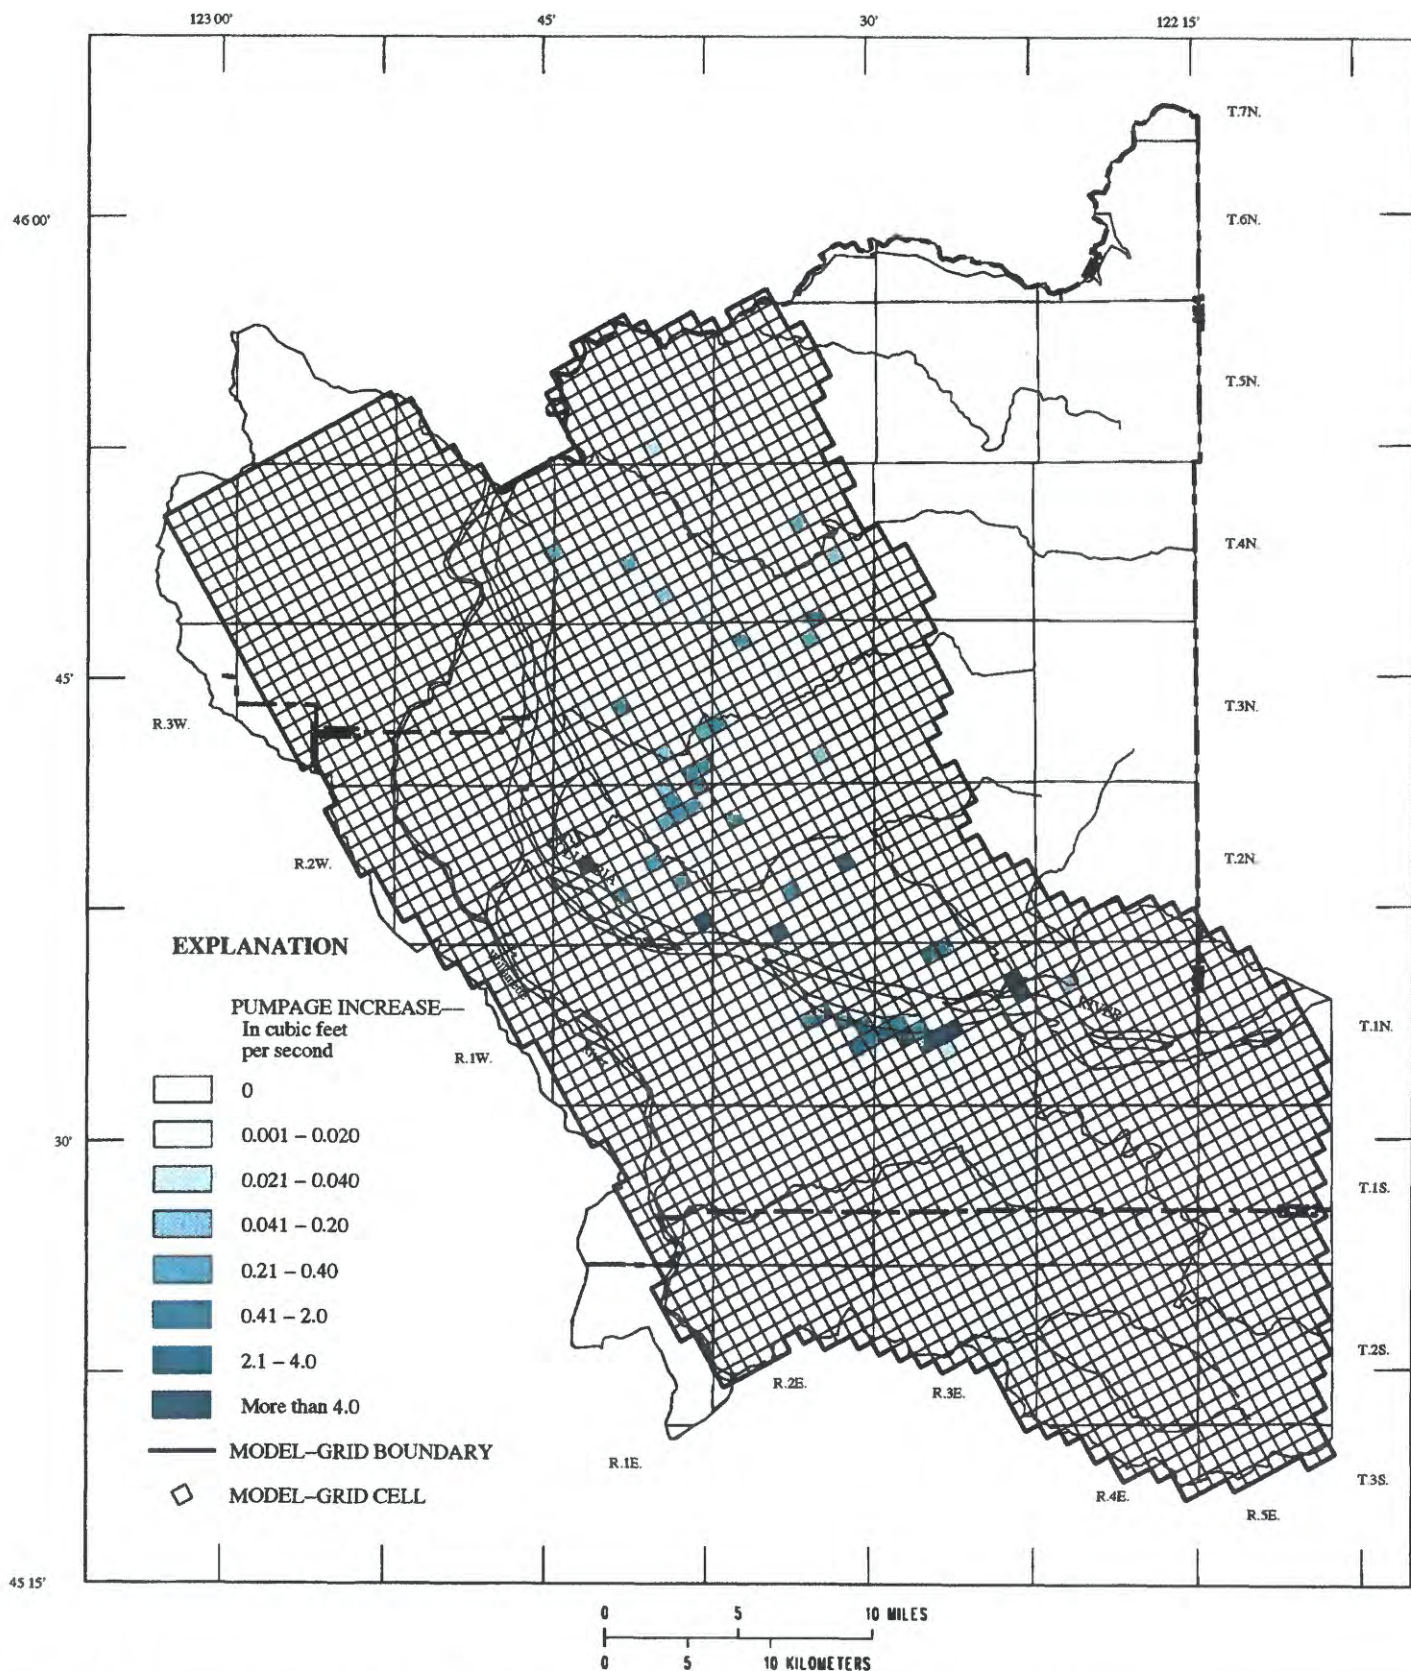 123 00'
45'
30'
122 15'
T.7N.
46 00'
T.6N.
T.5N.
T.4N.
45'
R.3W.
T.3N.
R.2W.
T.2N.
EXPLANATION
PUMPAGE INCREASE—
In cubic feet
per second
R.1W.
RIVER
T.1N.
0
0.001 – 0.020
30'
0.021 – 0.040
T.1S.
0.041 – 0.20
0.21 – 0.40
0.41 – 2.0
2.1 – 4.0
T.2S.
R.2E.
R.3E.
More than 4.0
MODEL–GRID BOUNDARY
R.1E.
MODEL–GRID CELL
T.3S.
R.4E.
R.5E.
45 15'
0 5 10 MILES
0 5 10 KILOMETERS